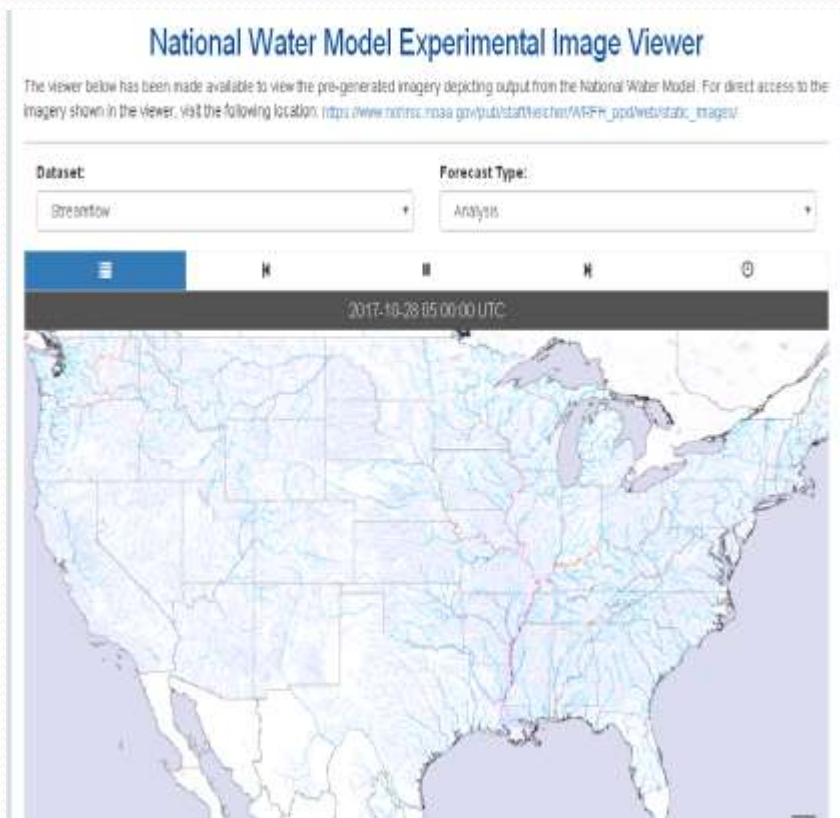 National Water Model Experimental Image Viewer
The viewer below has been made available to view the pre-generated imagery depicting output from the National Water Model. For direct access to the
imagery shown in the viewer, visit the following location:
Dataset:
Forecast Type:
Streamflow
Analysis
2017-10-28 05:00:00 UTC